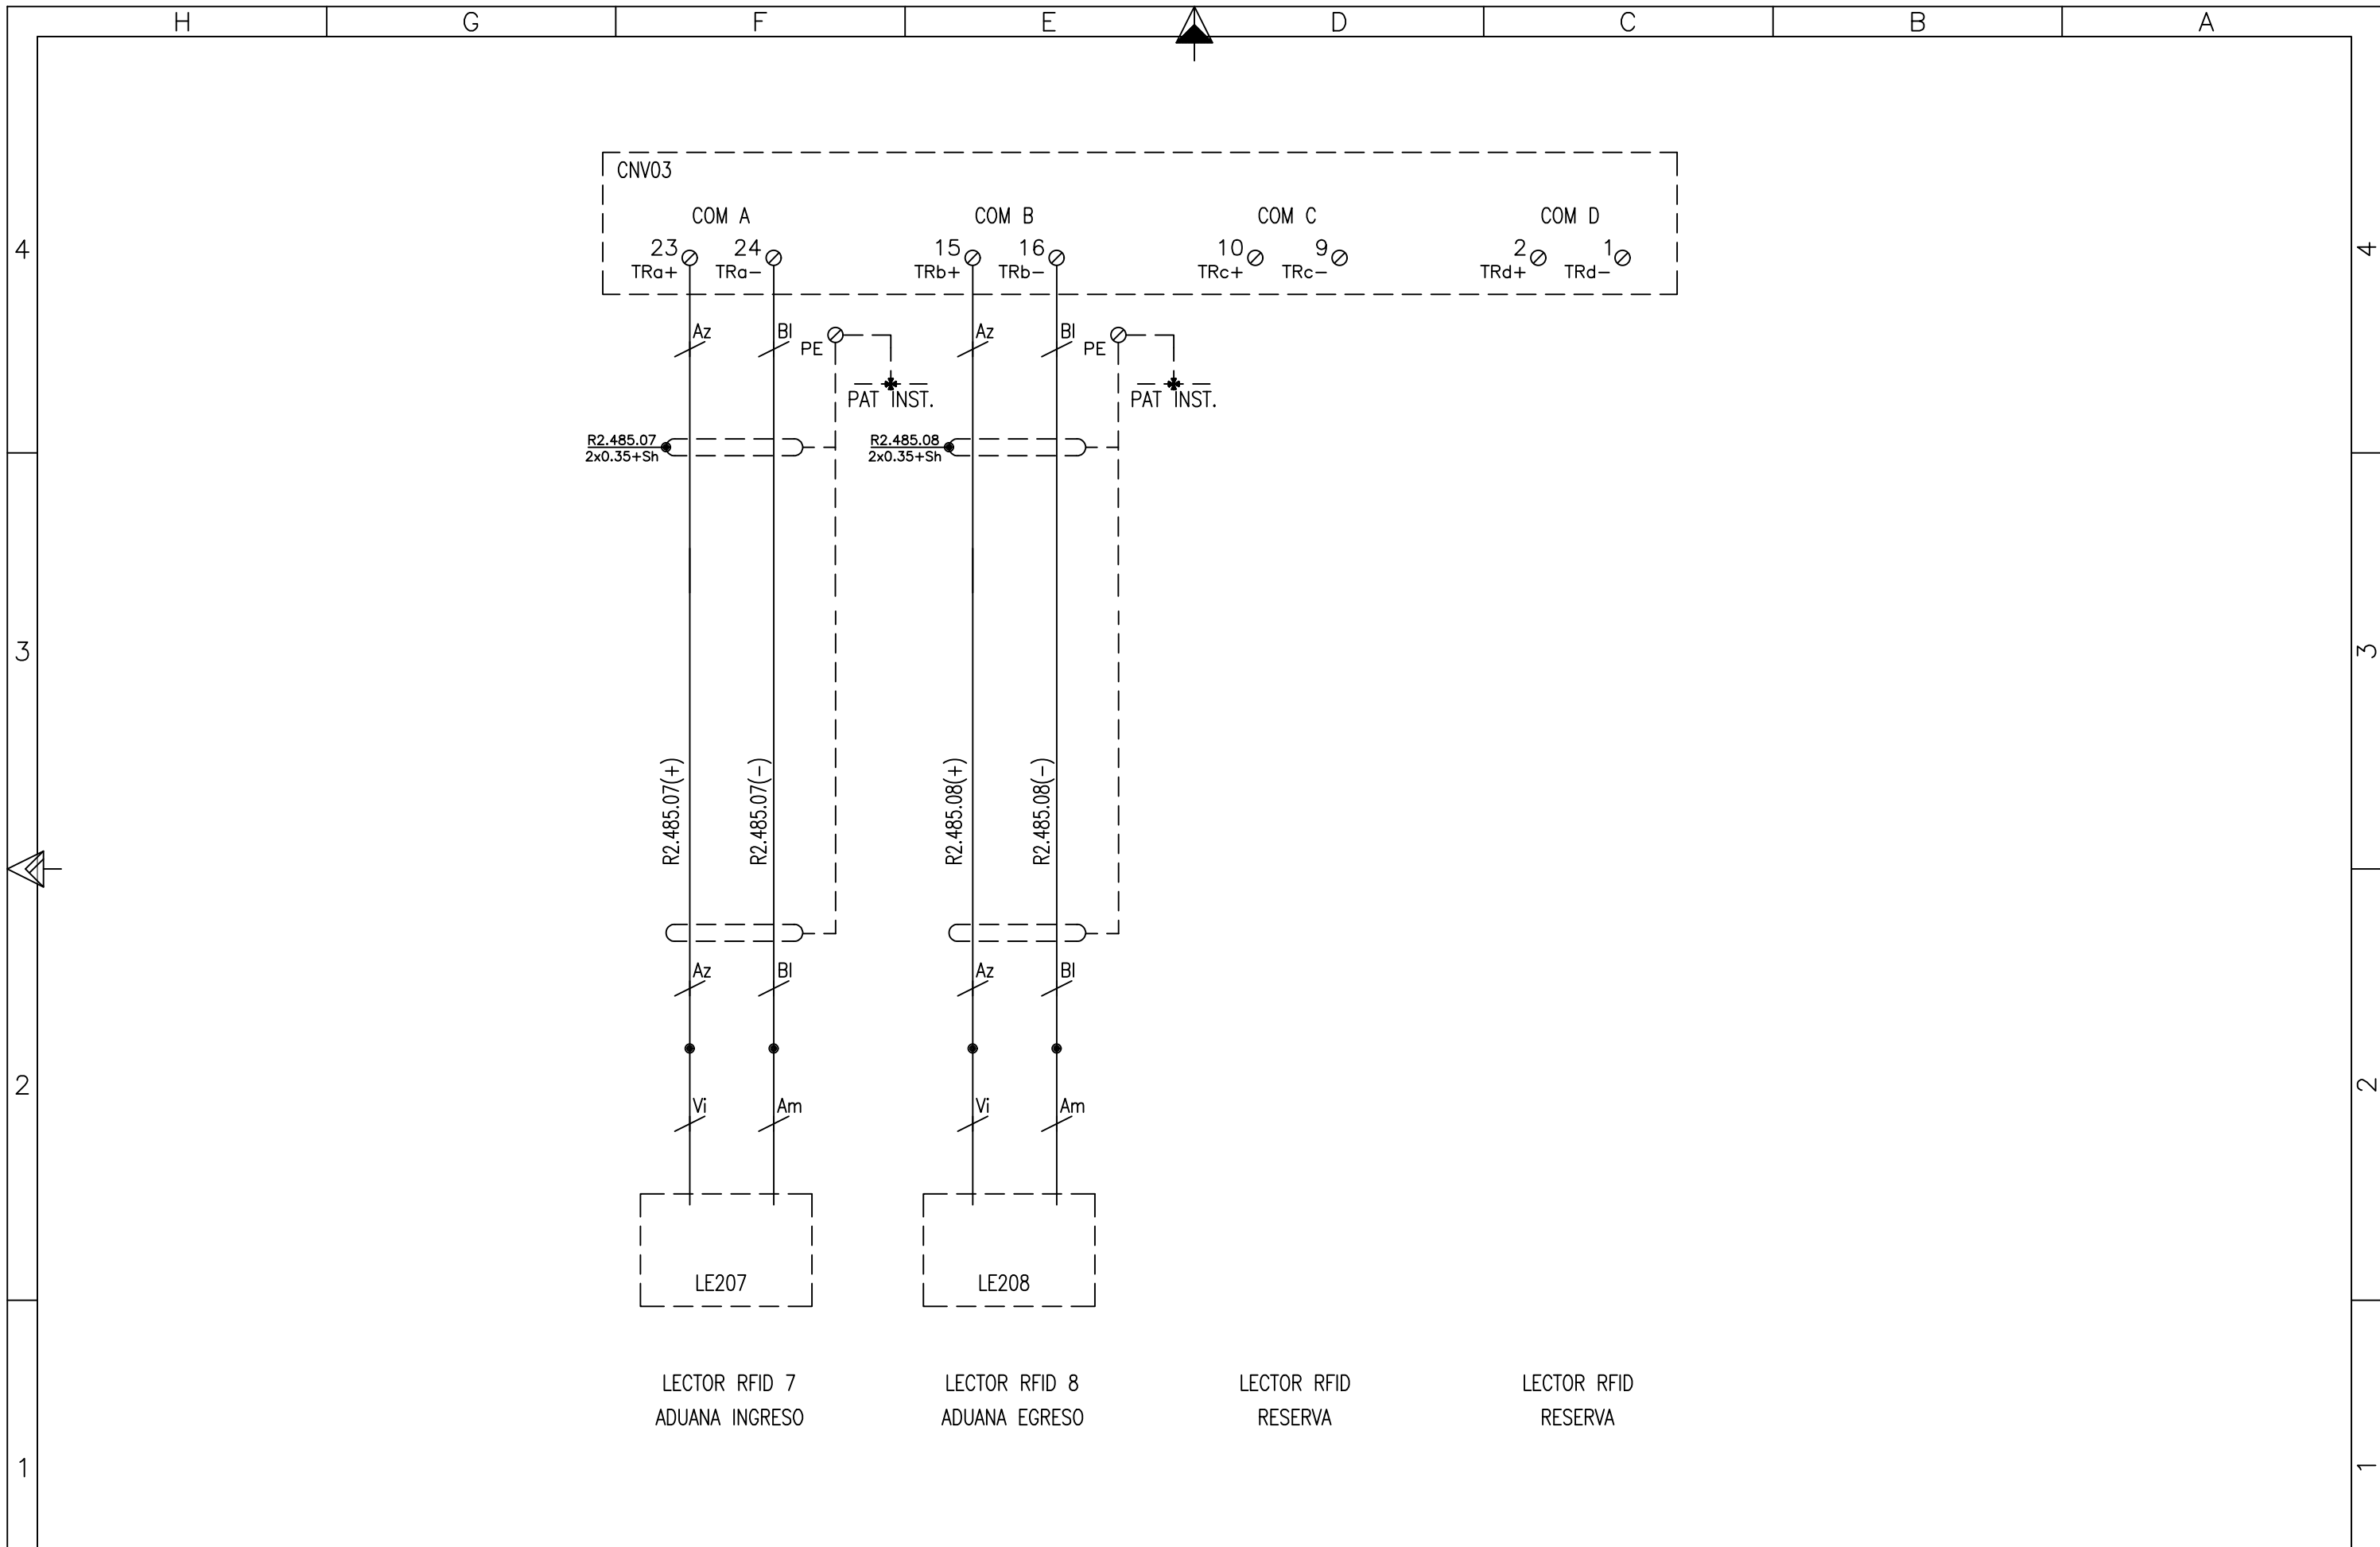 H G F E D C B A
CNV03
COM A COM B COM C COM D
4 23 24 15 16 10 9 2 1 4
TRa+ TRa- TRb+ TRb- TRc+ TRc- TRd+ TRd-
Az Bl Az Bl
PE PE
PAT INST. PAT INST.
R2.485.07 R2.485.08
2x0.35+Sh 2x0.35+Sh
3 3
R2.485.07(+) R2.485.07(-) R2.485.08(+) R2.485.08(-)
Az Bl Az Bl
2 2
Vi Am Vi Am
LE207 LE208
LECTOR RFID 7 LECTOR RFID 8 LECTOR RFID LECTOR RFID
ADUANA INGRESO ADUANA EGRESO RESERVA RESERVA
1 1